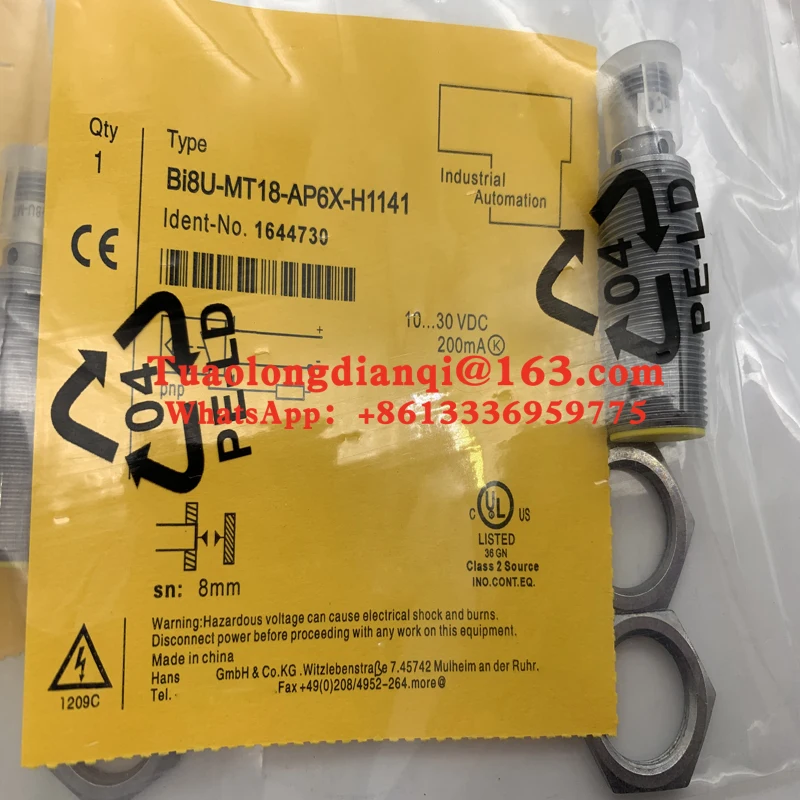 Qty
1
Type
Bi8U-MT18-AP6X-H1141
Ident-No. 1644730
CE
Industrial
Automation
10...30 VDC
200mA K
+
pnp
04
PE-LD
04
PE-LD
Tuaolongdianqi@163.com
WhatsApp: +8613336959775
sn: 8mm
C UL US
LISTED
36 GN
Class 2 Source
INO.CONT.EQ.
Warning:Hazardous voltage can cause electrical shock and burns.
Disconnect power before proceeding with any work on this equipment.
Made in china
Hans GmbH & Co.KG .Witzlebenstraße 7.45742 Mulheim an der Ruhr.
Tel. Fax +49(0)208/4952-264.more@
1209C